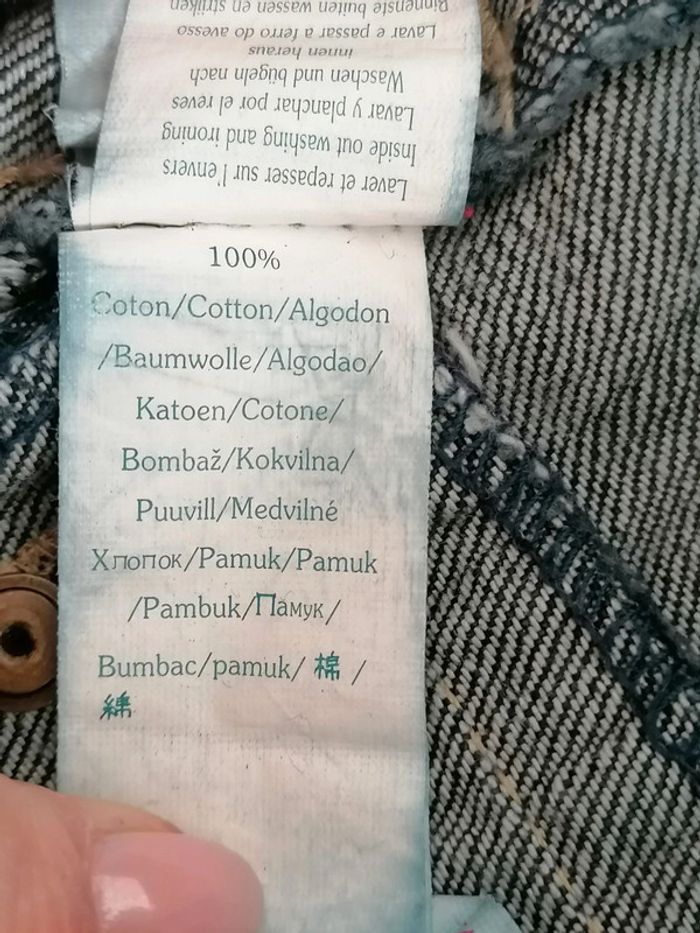 Laver et repasser sur l'envers
Inside out washing and ironing
Lavar y planchar por el reves
Waschen und bügeln nach
innen heraus
Lavar e passar a ferro do avesso
Binnenste buiten wassen en strijken
100%
Coton/Cotton/Algodon
/Baumwolle/Algodao/
Katoen/Cotone/
Bombaž/Kokvilna/
Puuvill/Medvilné
Хлопок/Pamuk/Pamuk
/Pambuk/Памук/
Bumbac/pamuk/ 棉 /
綿